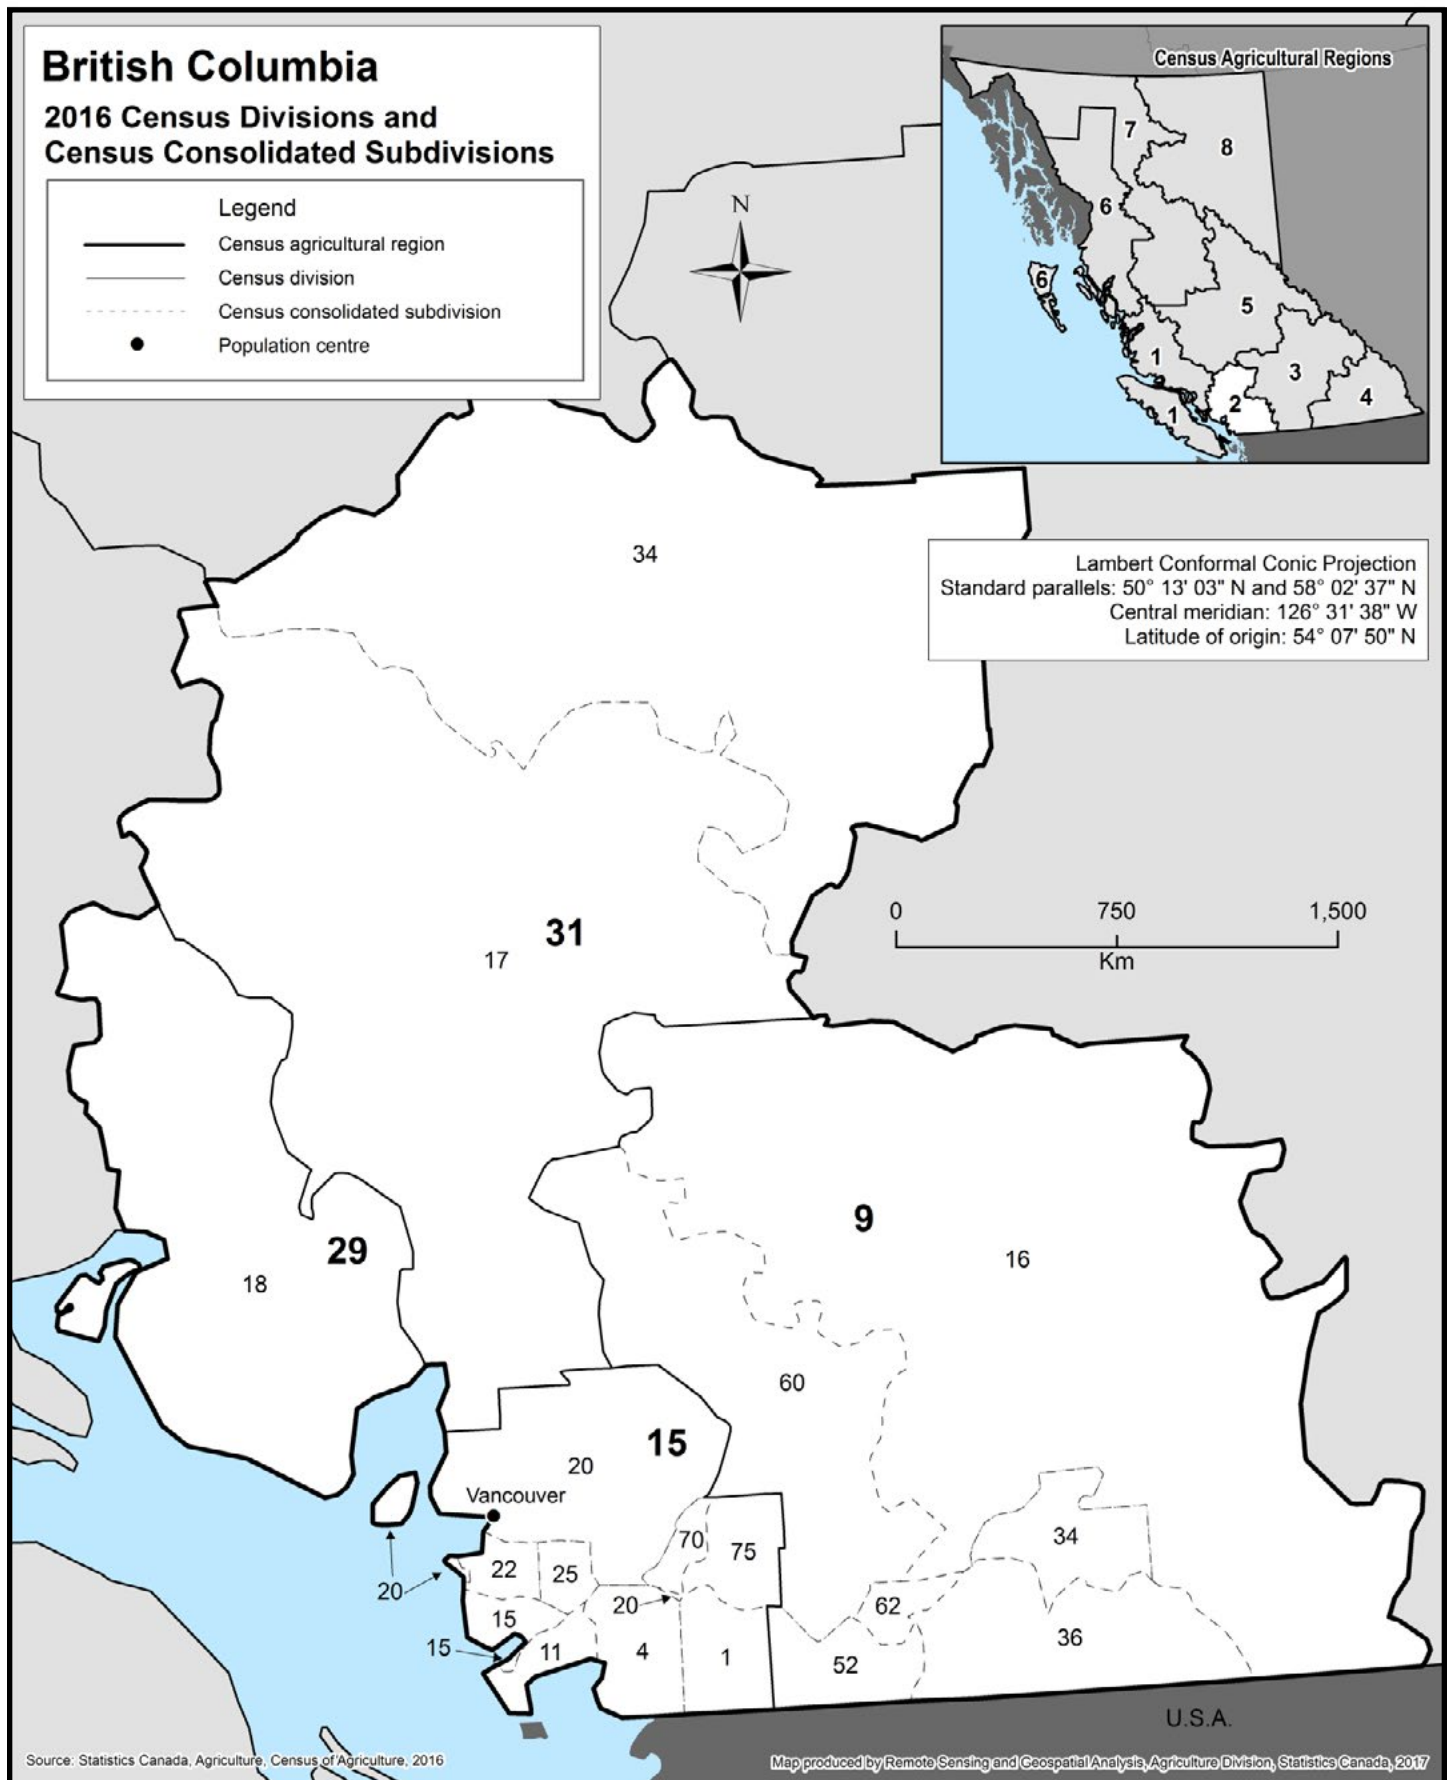 British Columbia
2016 Census Divisions and
Census Consolidated Subdivisions
Legend
Census agricultural region
Census division
Census consolidated subdivision
Population centre
N
Census Agricultural Regions
7
8
6
6
5
1
3
2
4
1
Lambert Conformal Conic Projection
Standard parallels: 50° 13' 03" N and 58° 02' 37" N
Central meridian: 126° 31' 38" W
Latitude of origin: 54° 07' 50" N
34
31
17
0 750 1,500
Km
9
16
29
18
60
15
20
Vancouver
70
75
34
22
25
20
20
62
15
15
11
4
1
52
36
U.S.A.
Source: Statistics Canada, Agriculture, Census of Agriculture, 2016
Map produced by Remote Sensing and Geospatial Analysis, Agriculture Division, Statistics Canada, 2017